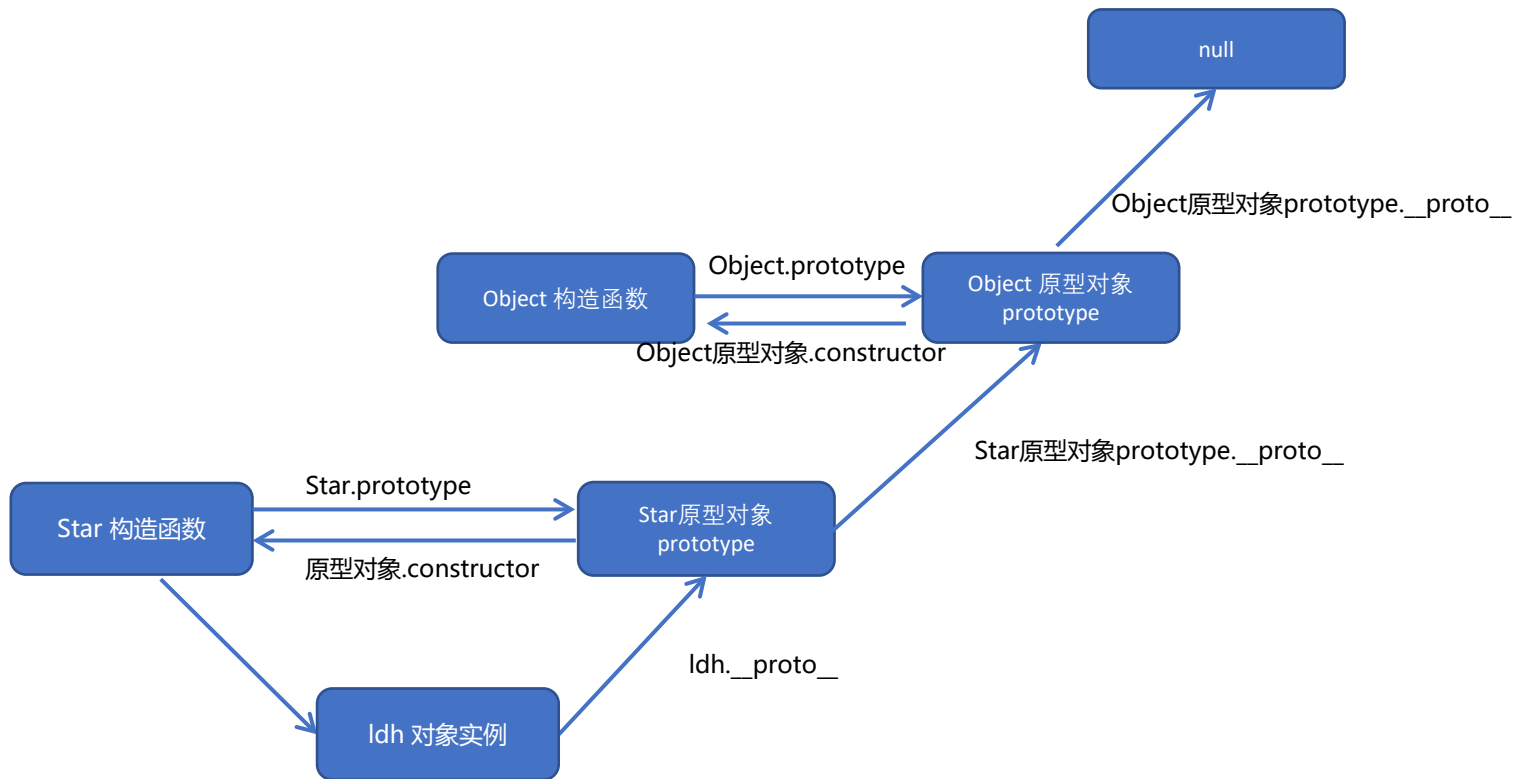 null
Object原型对象prototype.__proto__
Object.prototype
Object 构造函数
Object 原型对象
prototype
Object原型对象.constructor
Star原型对象prototype.__proto__
Star.prototype
Star 构造函数
Star原型对象
prototype
原型对象.constructor
ldh.__proto__
ldh 对象实例